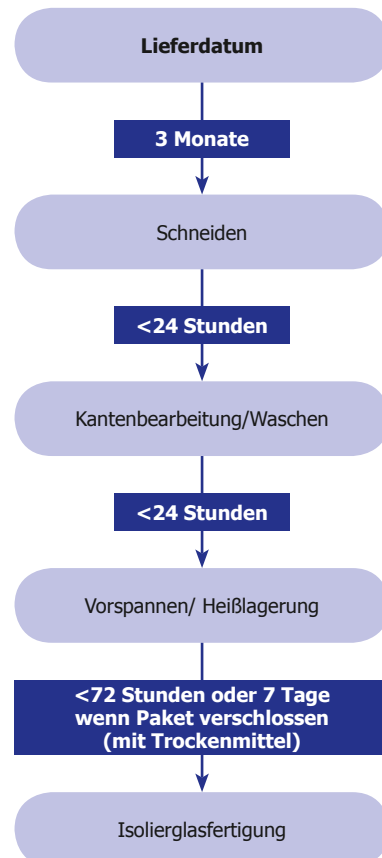 Lieferdatum
3 Monate
Schneiden
<24 Stunden
Kantenbearbeitung/Waschen
<24 Stunden
Vorspannen/ Heißlagerung
<72 Stunden oder 7 Tage
wenn Paket verschlossen
(mit Trockenmittel)
Isolierglasfertigung